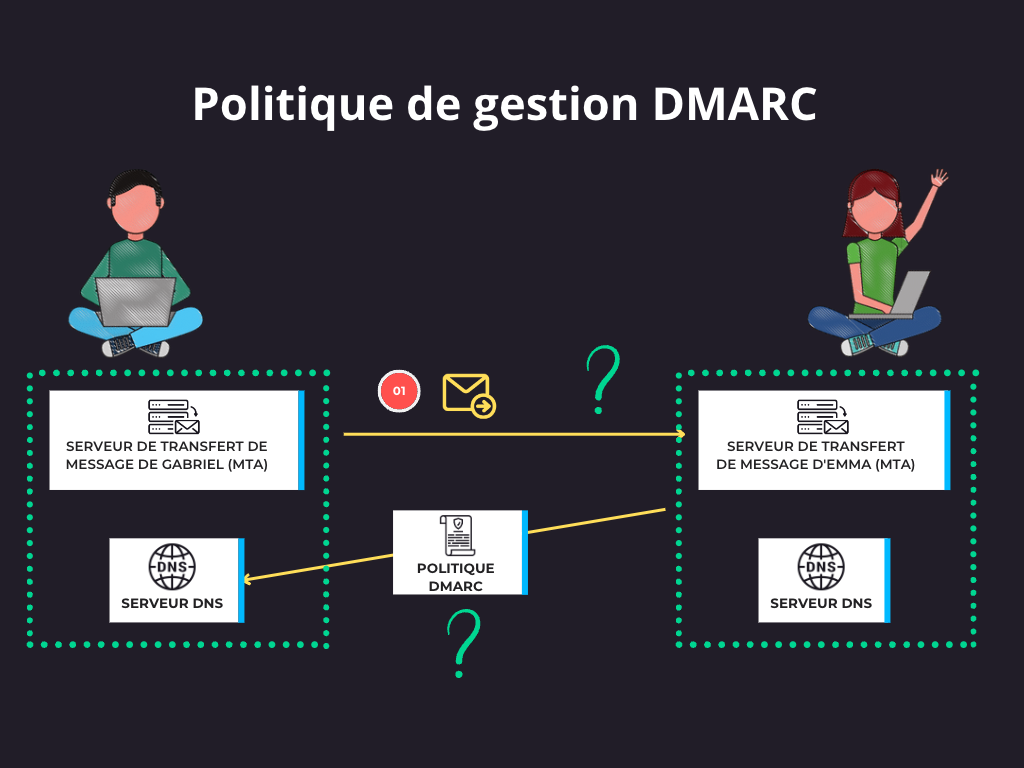 Politique de gestion DMARC
01
?
SERVEUR DE TRANSFERT DE
MESSAGE DE GABRIEL (MTA)
SERVEUR DE TRANSFERT
DE MESSAGE D'EMMA (MTA)
POLITIQUE
DMARC
DNS
SERVEUR DNS
DNS
SERVEUR DNS
?